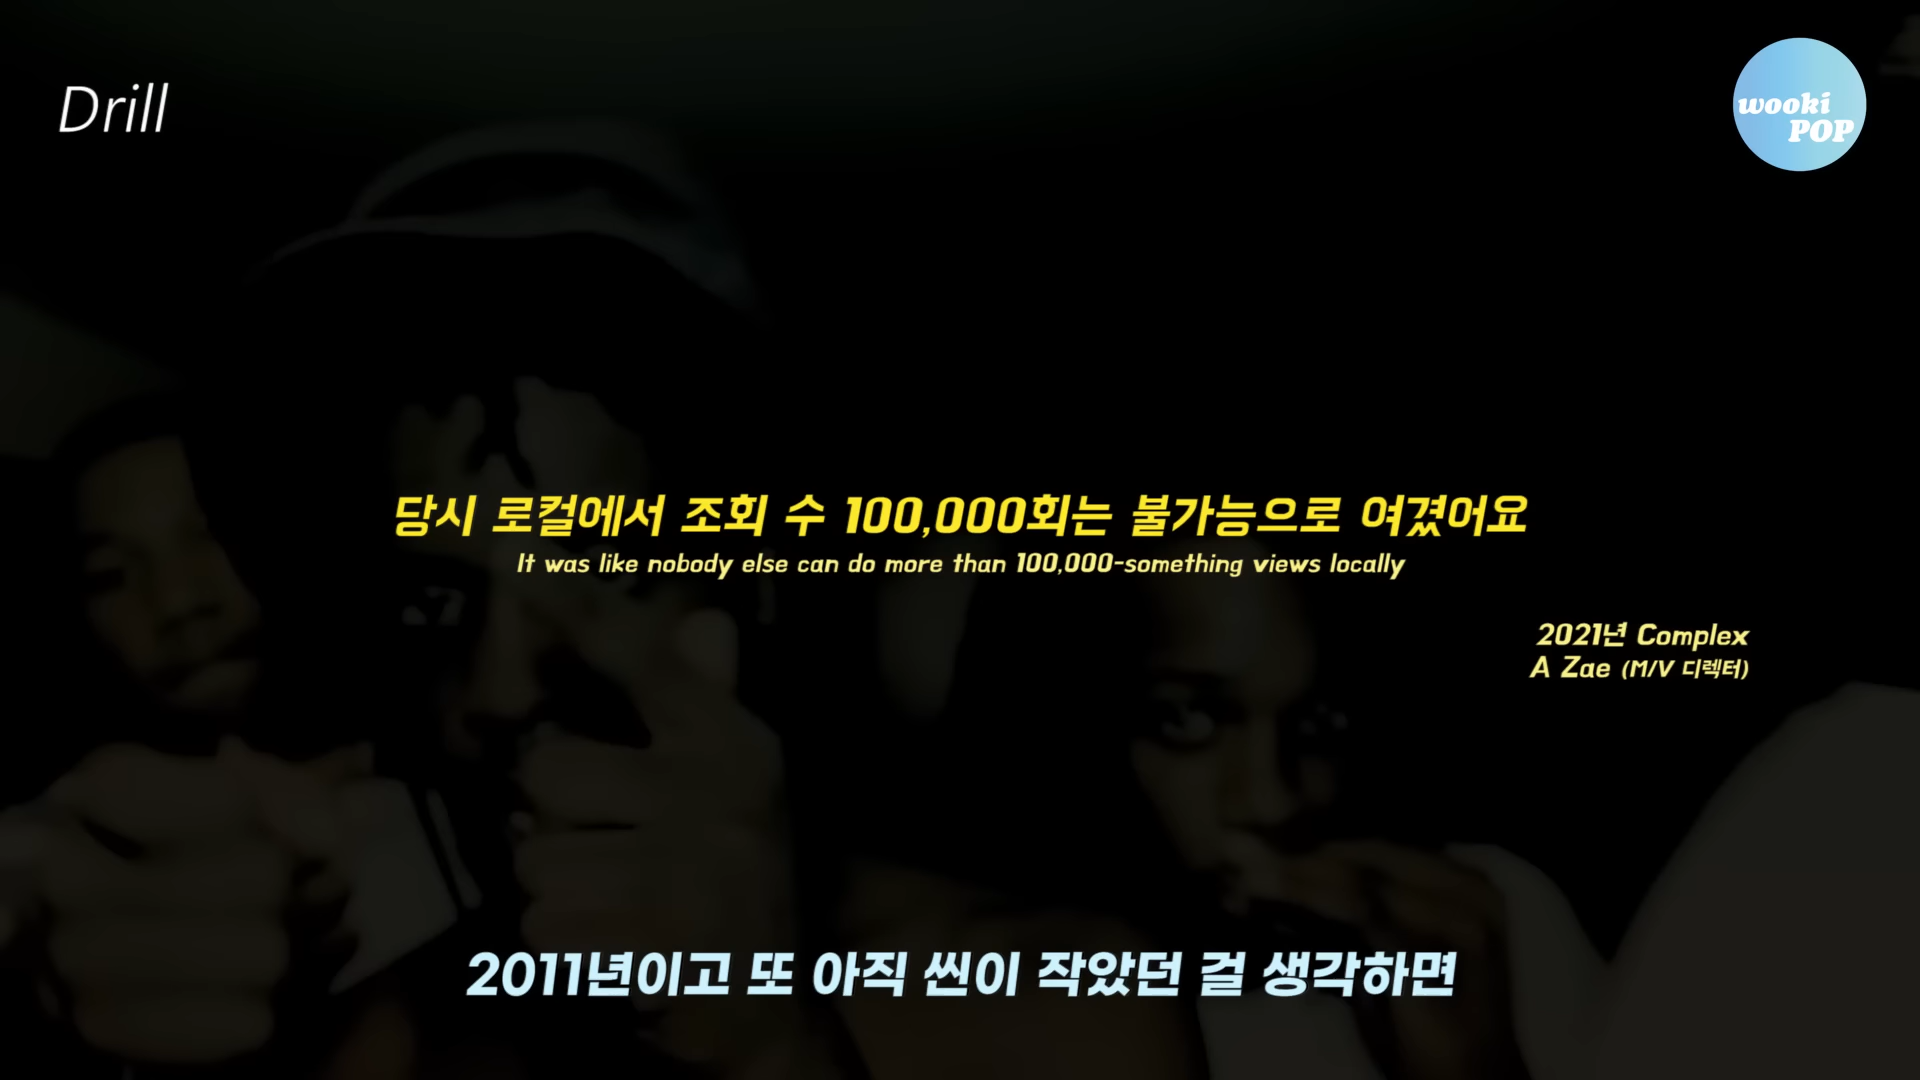 Drill
wooki
POP
당시 로컬에서 조회 수 100,000회는 불가능으로 여겼어요
It was like nobody else can do more than 100,000-something views locally
2021년 Complex
A Zae (M/V 디렉터)
2011년이고 또 아직 씬이 작았던 걸 생각하면